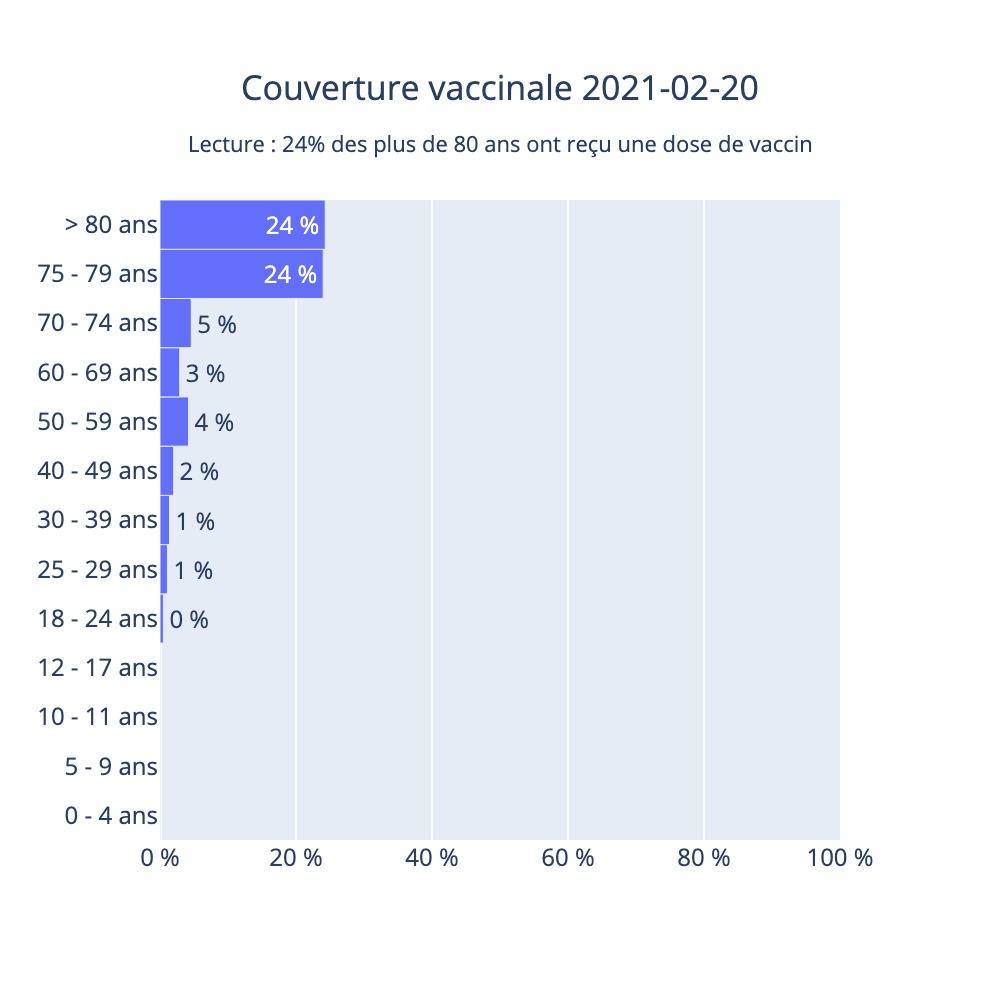 Couverture vaccinale 2021-02-20
Lecture : 24% des plus de 80 ans ont reçu une dose de vaccin
> 80 ans 24 %
75 - 79 ans 24 %
70 - 74 ans 5 %
60 - 69 ans 3 %
50 - 59 ans 4 %
40 - 49 ans 2 %
30 - 39 ans 1 %
25 - 29 ans 1 %
18 - 24 ans 0 %
12 - 17 ans
10 - 11 ans
5 - 9 ans
0 - 4 ans
0 % 20 % 40 % 60 % 80 % 100 %